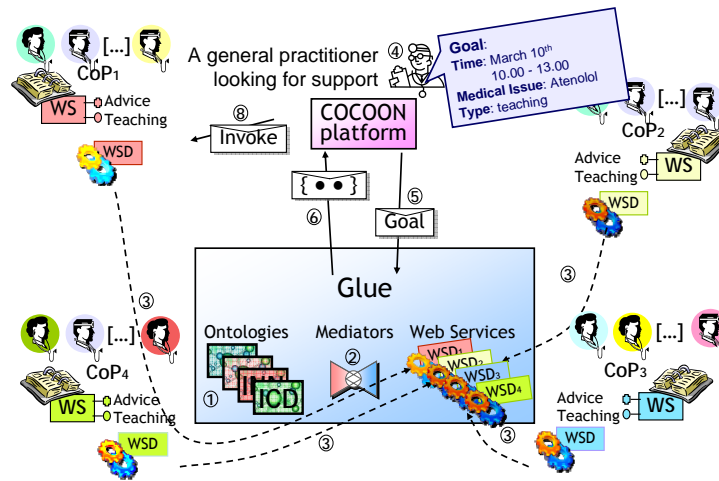 [...]
CoP1
WS
Advice
Teaching
WSD
A general practitioner
looking for support
④
Goal:
Time: March 10th
10.00 - 13.00
Medical Issue: Atenolol
Type: teaching
[...]
CoP2
Advice
Teaching
WS
WSD
⑧
Invoke
COCOON
platform
{ • • }
⑥
⑤
Goal
③
③
Glue
Ontologies
Mediators
Web Services
①
IOD
②
WSD1
WSD2
WSD3
WSD4
[...]
CoP4
WS
Advice
Teaching
WSD
③
[...]
CoP3
Advice
Teaching
WS
③
WSD